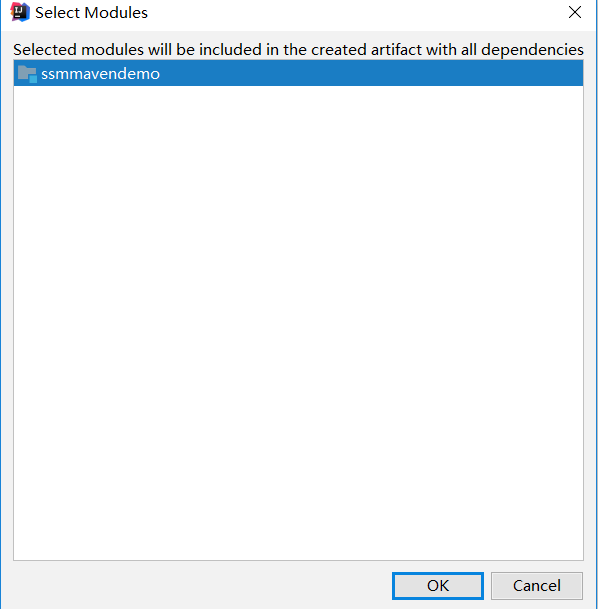 Select Modules
Selected modules will be included in the created artifact with all dependencies
ssmmavendemo
OK
Cancel